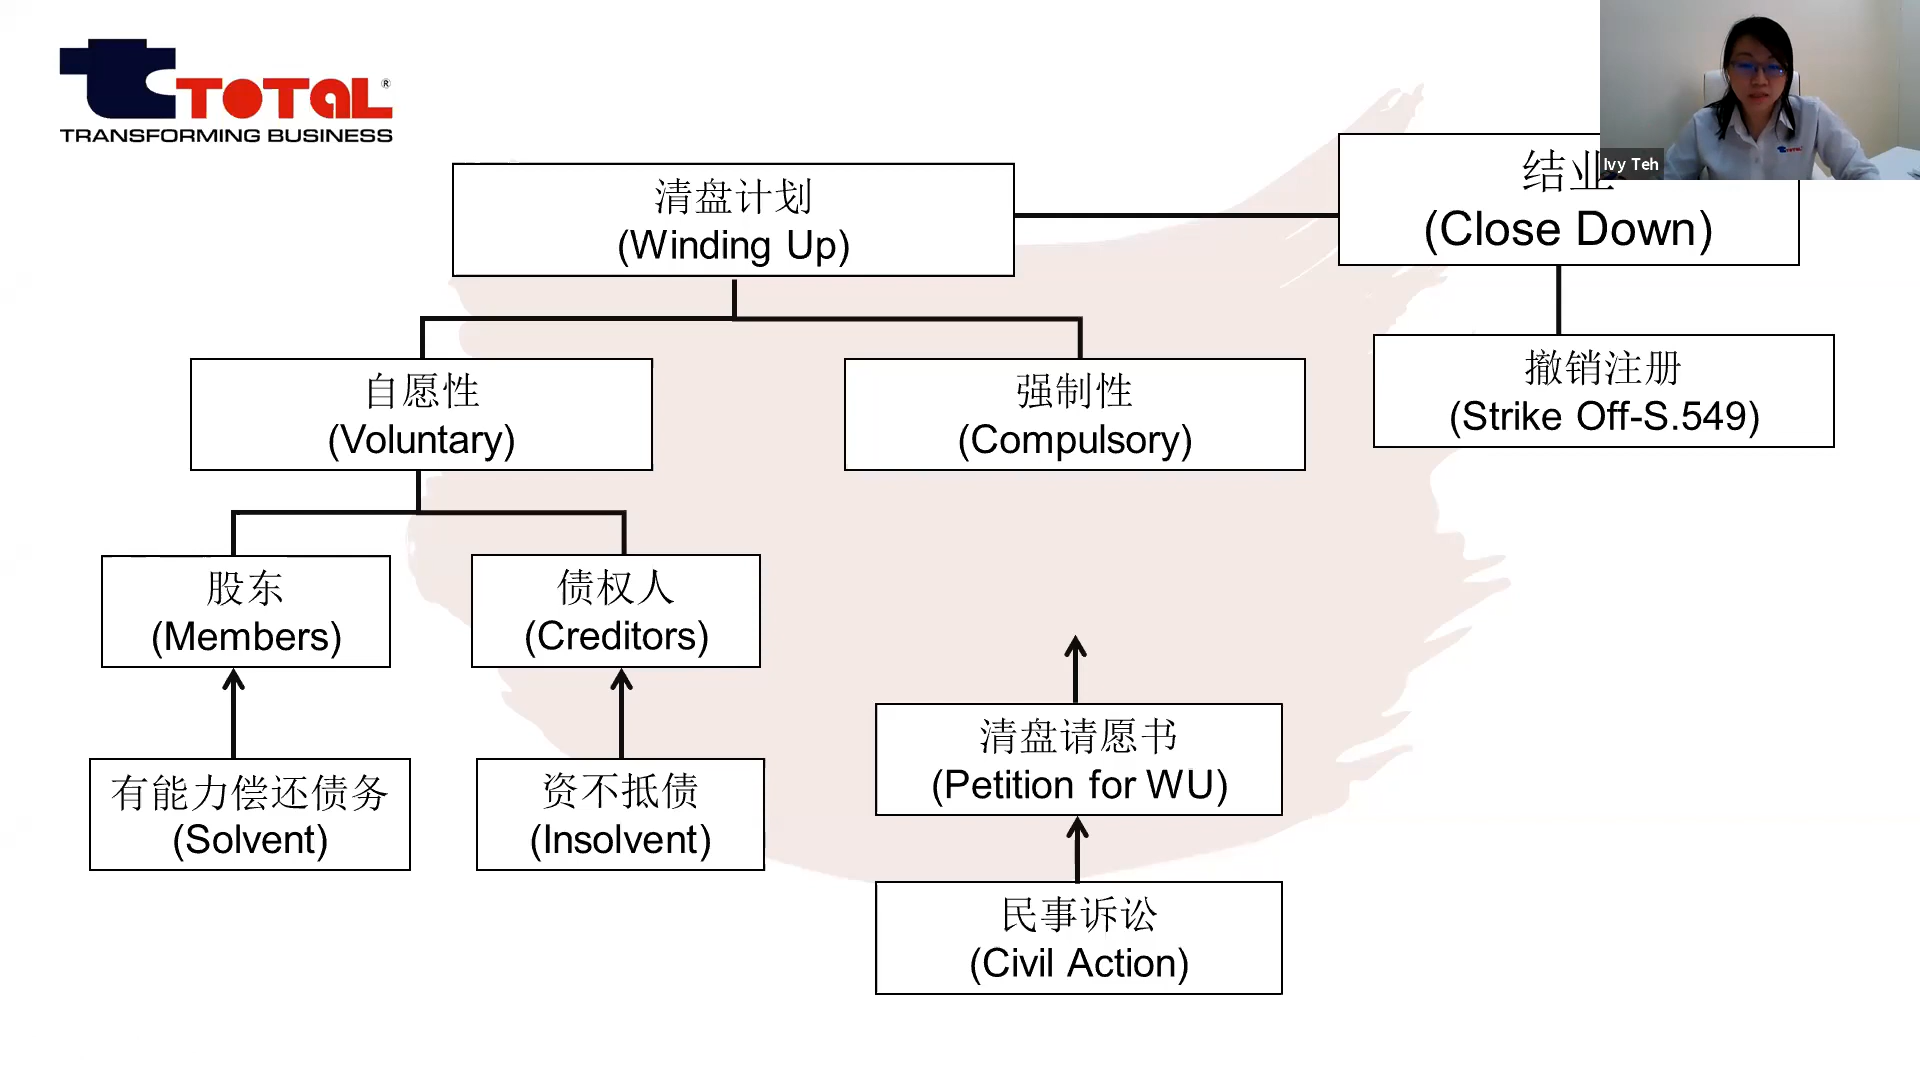 TOTAL®
TRANSFORMING BUSINESS
Ivy Teh
结业
(Close Down)
清盘计划
(Winding Up)
撤销注册
(Strike Off-S.549)
自愿性
(Voluntary)
强制性
(Compulsory)
股东
(Members)
债权人
(Creditors)
清盘请愿书
(Petition for WU)
有能力偿还债务
(Solvent)
资不抵债
(Insolvent)
民事诉讼
(Civil Action)